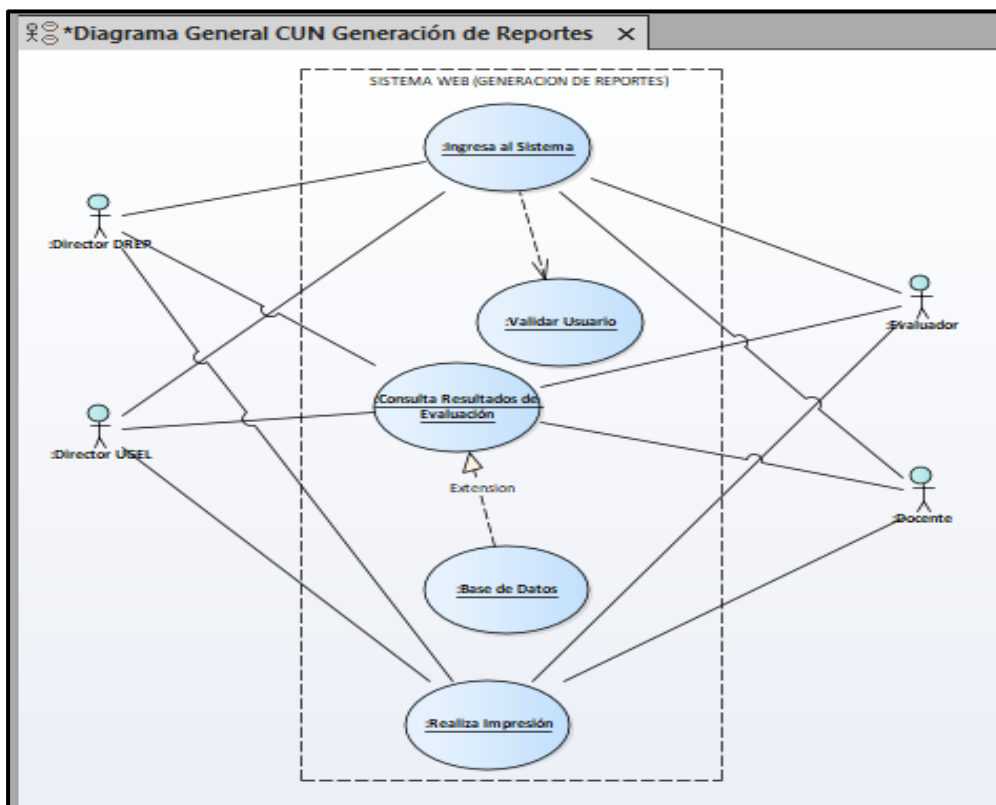 *Diagrama General CUN Generación de Reportes X
SISTEMA WEB (GENERACION DE REPORTES)
:Ingresa al Sistema
:Director DREP
:Validar Usuario
:Evaluador
:Consulta Resultados de
Evaluación
:Director UGEL
Extension
:Docente
:Base de Datos
:Realiza Impresión